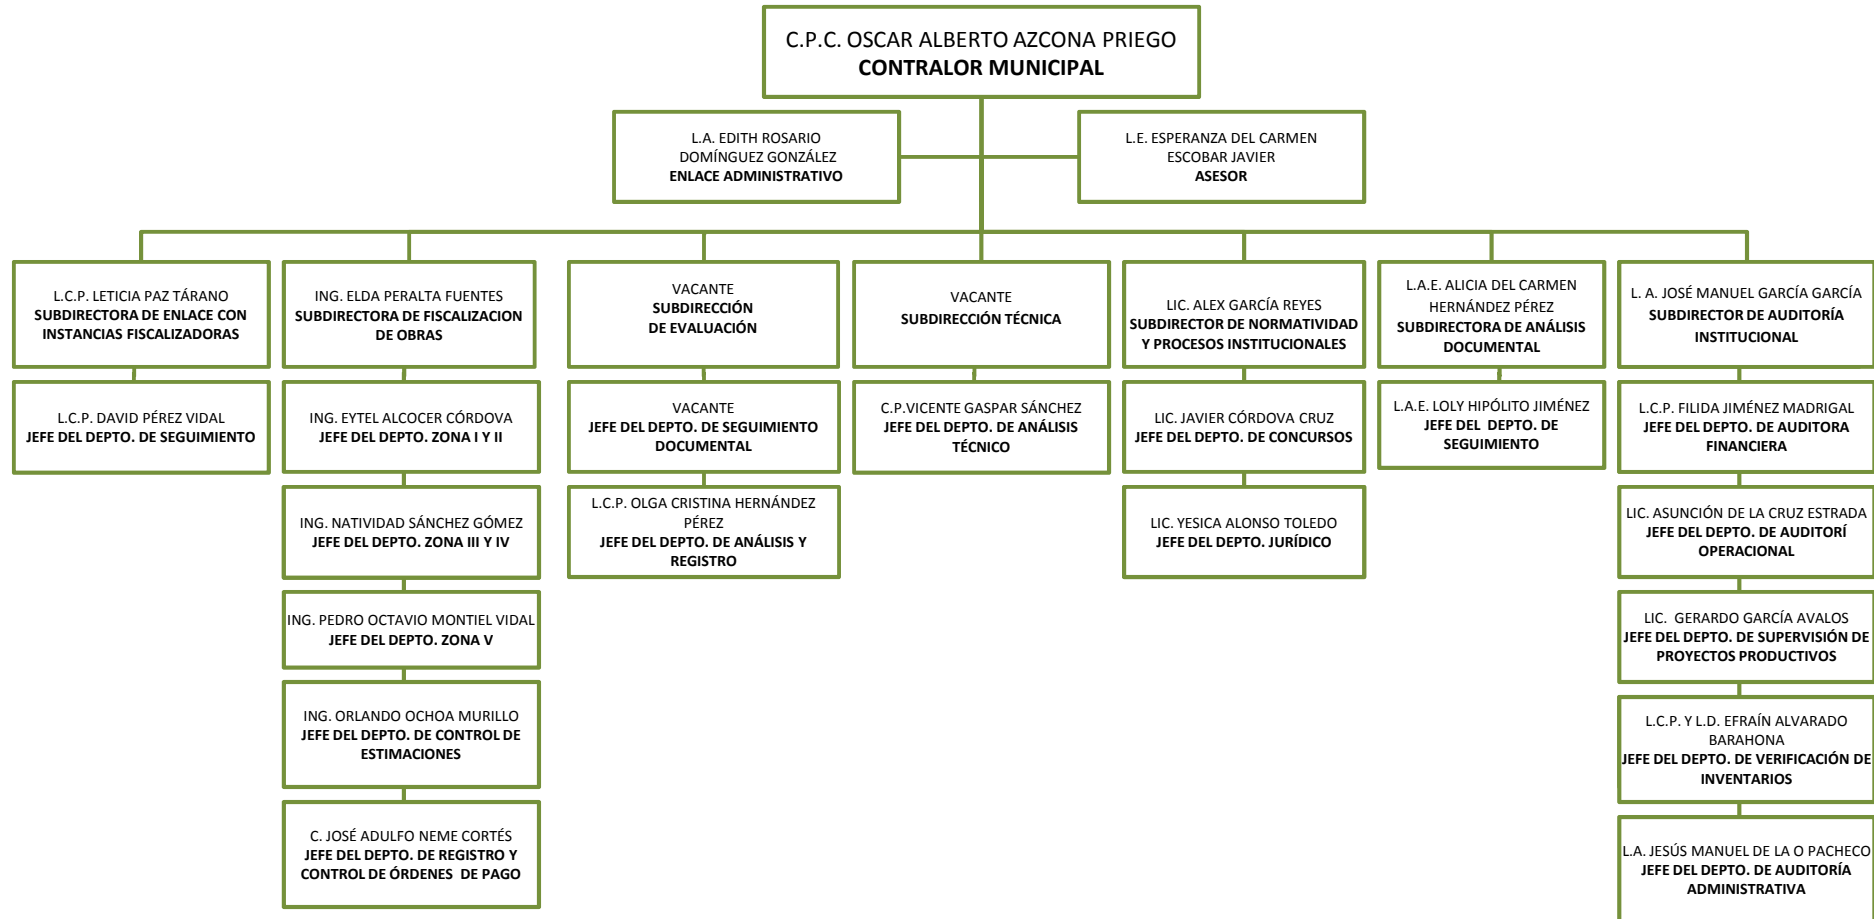 C.P.C. OSCAR ALBERTO AZCONA PRIEGO
CONTRALOR MUNICIPAL
L.A. EDITH ROSARIO
DOMÍNGUEZ GONZÁLEZ
ENLACE ADMINISTRATIVO
L.E. ESPERANZA DEL CARMEN
ESCOBAR JAVIER
ASESOR
L.C.P. LETICIA PAZ TÁRANO
SUBDIRECTORA DE ENLACE CON
INSTANCIAS FISCALIZADORAS
ING. ELDA PERALTA FUENTES
SUBDIRECTORA DE FISCALIZACION
DE OBRAS
VACANTE
SUBDIRECCIÓN
DE EVALUACIÓN
VACANTE
SUBDIRECCIÓN TÉCNICA
LIC. ALEX GARCÍA REYES
SUBDIRECTOR DE NORMATIVIDAD
Y PROCESOS INSTITUCIONALES
L.A.E. ALICIA DEL CARMEN
HERNÁNDEZ PÉREZ
SUBDIRECTORA DE ANÁLISIS
DOCUMENTAL
L. A. JOSÉ MANUEL GARCÍA GARCÍA
SUBDIRECTOR DE AUDITORÍA
INSTITUCIONAL
L.C.P. DAVID PÉREZ VIDAL
JEFE DEL DEPTO. DE SEGUIMIENTO
ING. EYTEL ALCOCER CÓRDOVA
JEFE DEL DEPTO. ZONA I Y II
VACANTE
JEFE DEL DEPTO. DE SEGUIMIENTO
DOCUMENTAL
C.P.VICENTE GASPAR SÁNCHEZ
JEFE DEL DEPTO. DE ANÁLISIS
TÉCNICO
LIC. JAVIER CÓRDOVA CRUZ
JEFE DEL DEPTO. DE CONCURSOS
L.A.E. LOLY HIPÓLITO JIMÉNEZ
JEFE DEL  DEPTO. DE
SEGUIMIENTO
L.C.P. FILIDA JIMÉNEZ MADRIGAL
JEFE DEL DEPTO. DE AUDITORA
FINANCIERA
ING. NATIVIDAD SÁNCHEZ GÓMEZ
JEFE DEL DEPTO. ZONA III Y IV
L.C.P. OLGA CRISTINA HERNÁNDEZ
PÉREZ
JEFE DEL DEPTO. DE ANÁLISIS Y
REGISTRO
LIC. YESICA ALONSO TOLEDO
JEFE DEL DEPTO. JURÍDICO
LIC. ASUNCIÓN DE LA CRUZ ESTRADA
JEFE DEL DEPTO. DE AUDITORÍ
OPERACIONAL
ING. PEDRO OCTAVIO MONTIEL VIDAL
JEFE DEL DEPTO. ZONA V
LIC.  GERARDO GARCÍA AVALOS
JEFE DEL DEPTO. DE SUPERVISIÓN DE
PROYECTOS PRODUCTIVOS
ING. ORLANDO OCHOA MURILLO
JEFE DEL DEPTO. DE CONTROL DE
ESTIMACIONES
L.C.P. Y L.D. EFRAÍN ALVARADO
BARAHONA
JEFE DEL DEPTO. DE VERIFICACIÓN DE
INVENTARIOS
C. JOSÉ ADULFO NEME CORTÉS
JEFE DEL DEPTO. DE REGISTRO Y
CONTROL DE ÓRDENES  DE PAGO
L.A. JESÚS MANUEL DE LA O PACHECO
JEFE DEL DEPTO. DE AUDITORÍA
ADMINISTRATIVA